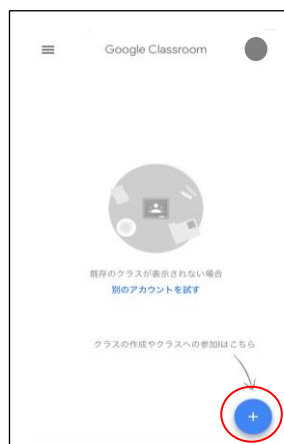 Google Classroom
既存のクラスが表示されない場合
別のアカウントを試す
クラスの作成やクラスへの参加はこちら
+